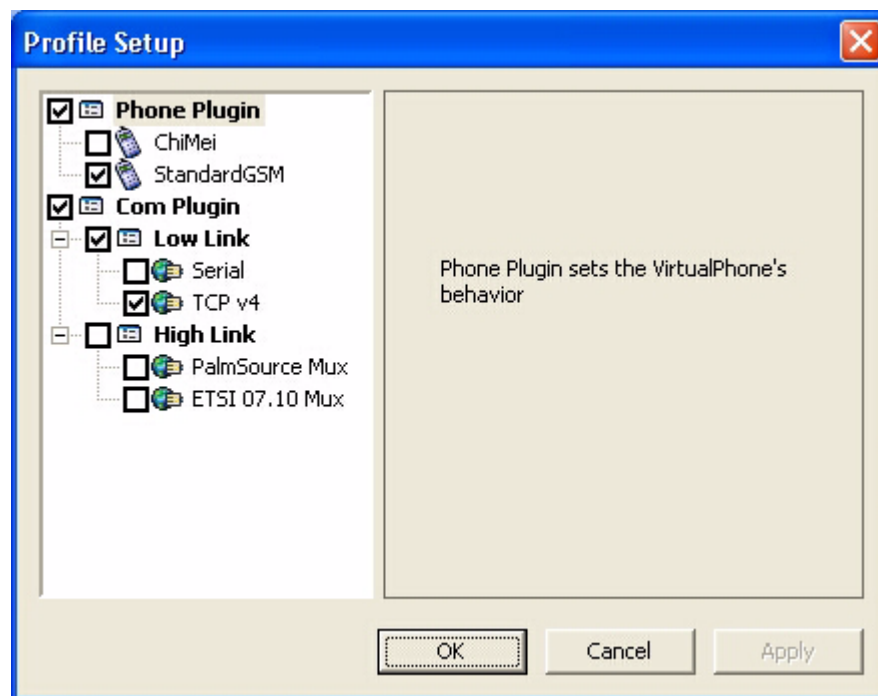 Profile Setup
Phone Plugin
ChiMei
StandardGSM
Com Plugin
Low Link
Serial
TCP v4
High Link
PalmSource Mux
ETSI 07.10 Mux
Phone Plugin sets the VirtualPhone's
behavior
OK
Cancel
Apply